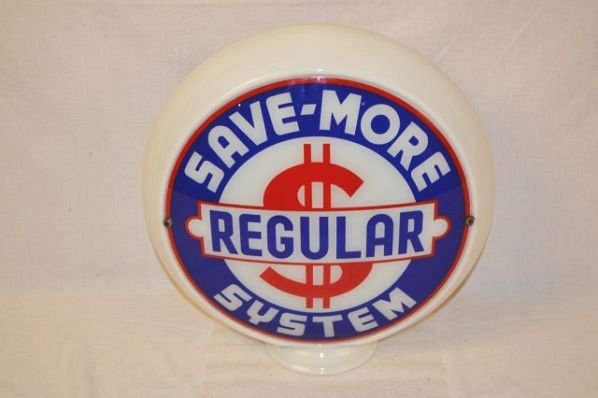 SAVE-MORE
$
REGULAR
SYSTEM